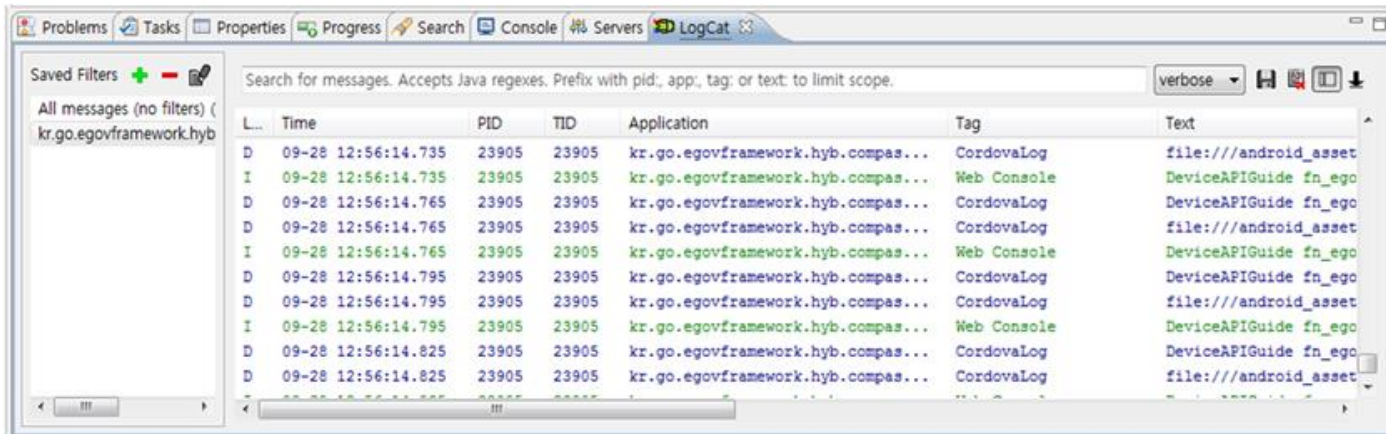 Problems Tasks Properties Progress Search Console Servers LogCat
Saved Filters
Search for messages. Accepts Java regexes. Prefix with pid:, app:, tag: or text: to limit scope.
verbose
All messages (no filters) (
kr.go.egovframework.hyb
L... Time PID TID Application Tag Text
D 09-28 12:56:14.735 23905 23905 kr.go.egovframework.hyb.compas... CordovaLog file:///android_asset
I 09-28 12:56:14.735 23905 23905 kr.go.egovframework.hyb.compas... Web Console DeviceAPIGuide fn_ego
D 09-28 12:56:14.765 23905 23905 kr.go.egovframework.hyb.compas... CordovaLog DeviceAPIGuide fn_ego
D 09-28 12:56:14.765 23905 23905 kr.go.egovframework.hyb.compas... CordovaLog file:///android_asset
I 09-28 12:56:14.765 23905 23905 kr.go.egovframework.hyb.compas... Web Console DeviceAPIGuide fn_ego
D 09-28 12:56:14.795 23905 23905 kr.go.egovframework.hyb.compas... CordovaLog DeviceAPIGuide fn_ego
D 09-28 12:56:14.795 23905 23905 kr.go.egovframework.hyb.compas... CordovaLog file:///android_asset
I 09-28 12:56:14.795 23905 23905 kr.go.egovframework.hyb.compas... Web Console DeviceAPIGuide fn_ego
D 09-28 12:56:14.825 23905 23905 kr.go.egovframework.hyb.compas... CordovaLog DeviceAPIGuide fn_ego
D 09-28 12:56:14.825 23905 23905 kr.go.egovframework.hyb.compas... CordovaLog file:///android_asset